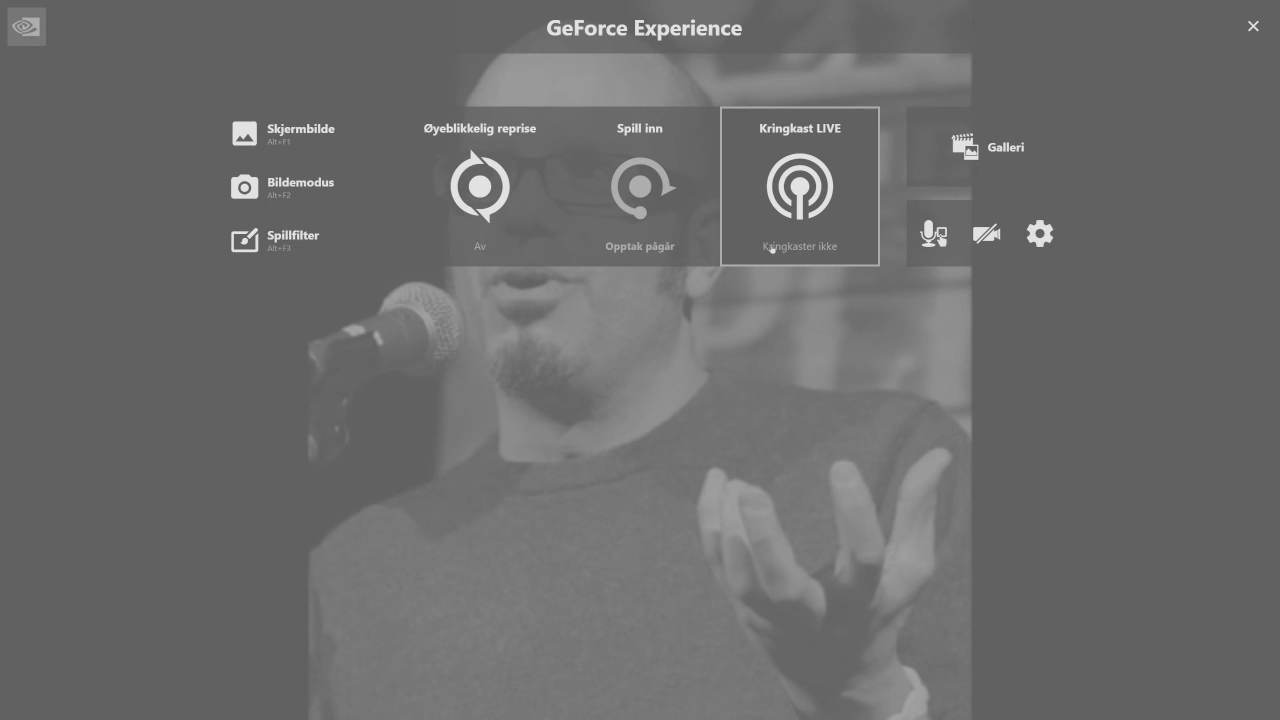 GeForce Experience
Skjermbilde
Alt+F1
Bildemodus
Alt+F2
Spillfilter
Alt+F3
Øyeblikkelig reprise
Av
Spill inn
Opptak pågår
Kringkast LIVE
Kringkaster ikke
Galleri